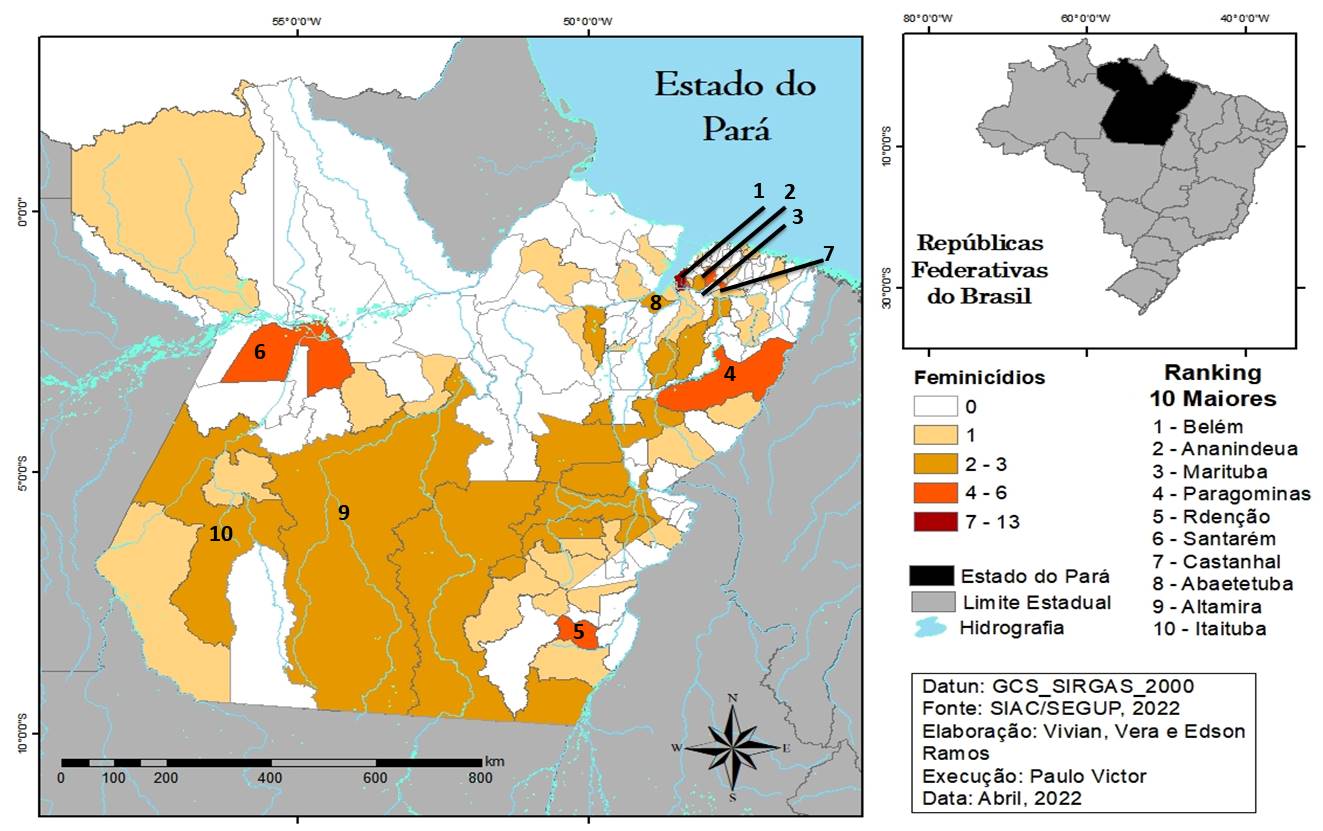 55°0'0"W
50°0'0"W
0°0'0"
5°0'0"S
10°0'0"S
Estado do
Pará
1
2
3
7
8
6
4
9
10
5
0 100 200 400 600 800 km
N
W
E
S
80°0'0"W
60°0'0"W
40°0'0"W
10°0'0"S
30°0'0"S
Repúblicas
Federativas
do Brasil
Feminicídios
0
1
2 - 3
4 - 6
7 - 13
Estado do Pará
Limite Estadual
Hidrografia
Ranking
10 Maiores
1 - Belém
2 - Ananindeua
3 - Marituba
4 - Paragominas
5 - Rdenção
6 - Santarém
7 - Castanhal
8 - Abaetetuba
9 - Altamira
10 - Itaituba
Datun: GCS_SIRGAS_2000
Fonte: SIAC/SEGUP, 2022
Elaboração: Vivian, Vera e Edson
Ramos
Execução: Paulo Victor
Data: Abril, 2022